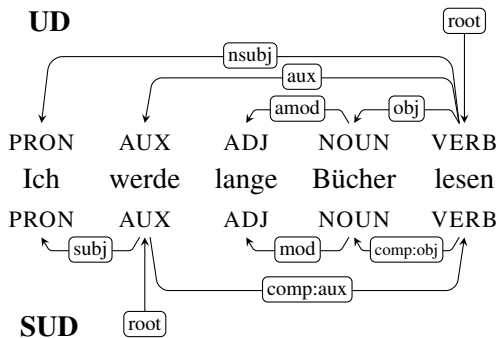 UD
root
nsubj
aux
amod obj
PRON AUX ADJ NOUN VERB
Ich werde lange Bücher lesen
PRON AUX ADJ NOUN VERB
subj mod comp:obj
comp:aux
SUD root